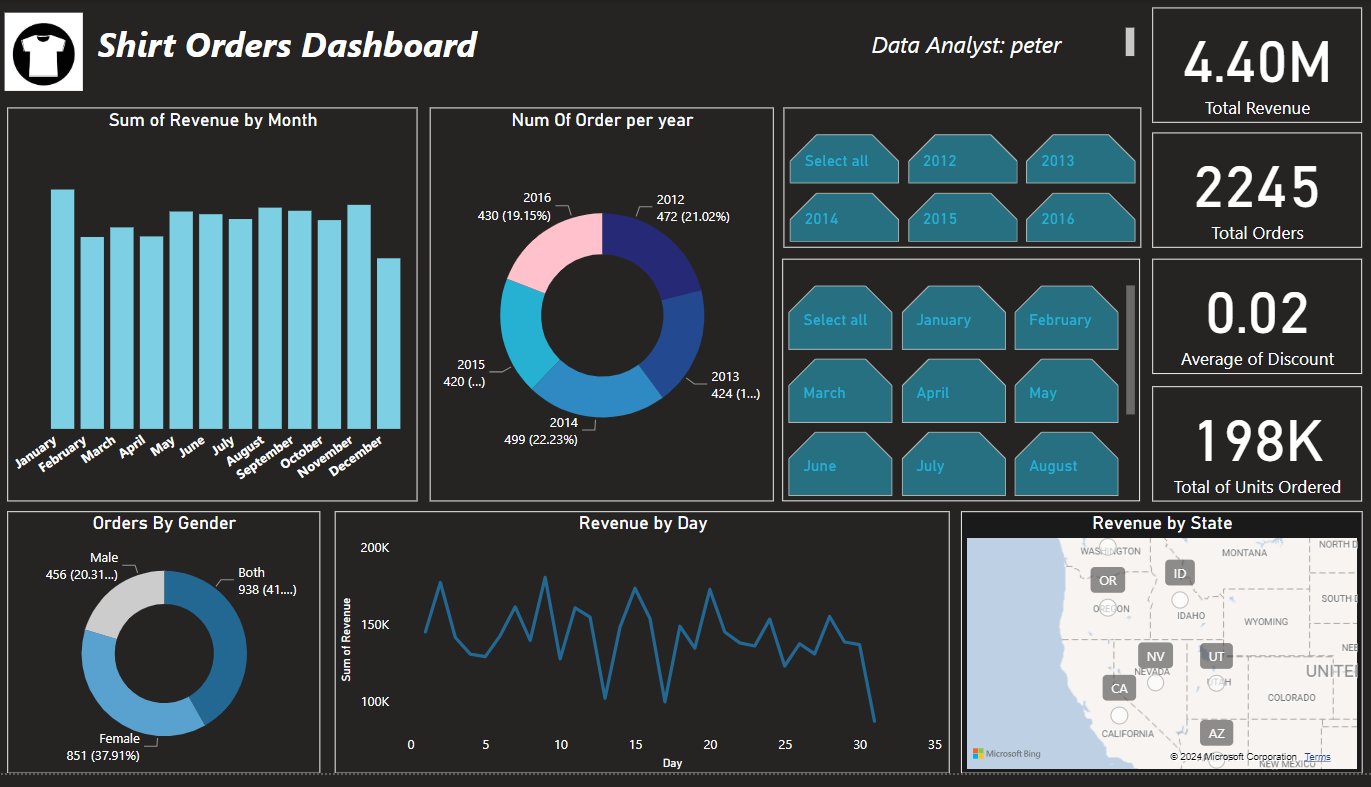 Shirt Orders Dashboard
Data Analyst: peter
4.40M
Total Revenue
2245
Total Orders
0.02
Average of Discount
198K
Total of Units Ordered
Sum of Revenue by Month
January
February
March
April
May
June
July
August
September
October
November
December
Num Of Order per year
2012
472 (21.02%)
2013
424 (1...)
2014
499 (22.23%)
2015
420 (...)
2016
430 (19.15%)
Select all
2012
2013
2014
2015
2016
Select all
January
February
March
April
May
June
July
August
Orders By Gender
Male
456 (20.31...)
Both
938 (41....)
Female
851 (37.91%)
Revenue by Day
Sum of Revenue
200K
150K
100K
0
5
10
15
20
25
30
35
Day
Revenue by State
WASHINGTON
MONTANA
NORTH D
OR
ID
OREGON
IDAHO
SOUTH D
WYOMING
NV
UT
NEVADA
UTAH
NEB
UNITE
CA
COLORADO
CALIFORNIA
AZ
NEW MEXICO
Microsoft Bing
© 2024 Microsoft Corporation
Terms